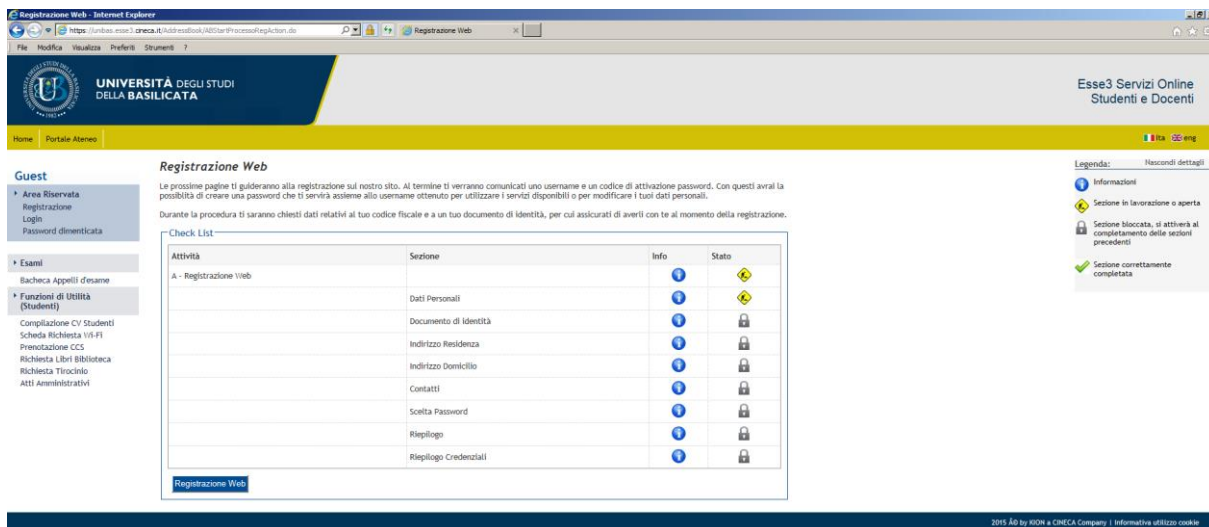 Registrazione Web - Internet Explorer
https://unibas.esse3.cineca.it/AddressBook/ABStartProcessoRegAction.do
Registrazione Web
File Modifica Visualizza Preferiti Strumenti ?
UNIVERSITÀ DEGLI STUDI
DELLA BASILICATA
Esse3 Servizi Online
Studenti e Docenti
Home Portale Ateneo
ita eng
Guest
Area Riservata
Registrazione
Login
Password dimenticata
Esami
Bacheca Appelli d'esame
Funzioni di Utilità
(Studenti)
Compilazione CV Studenti
Scheda Richiesta Wi-Fi
Prenotazione CCS
Richiesta Libri Biblioteca
Richiesta Tirocinio
Atti Amministrativi
Registrazione Web
Le prossime pagine ti guideranno alla registrazione sul nostro sito. Al termine ti verranno comunicati uno username e un codice di attivazione password. Con questi avrai la
possibilità di creare una password che ti servirà assieme allo username ottenuto per utilizzare i servizi disponibili o per modificare i tuoi dati personali.
Durante la procedura ti saranno chiesti dati relativi al tuo codice fiscale e a un tuo documento di identità, per cui assicurati di averli con te al momento della registrazione.
Check List
Attività Sezione Info Stato
A - Registrazione Web
Dati Personali
Documento di identità
Indirizzo Residenza
Indirizzo Domicilio
Contatti
Scelta Password
Riepilogo
Riepilogo Credenziali
Registrazione Web
Legenda: Nascondi dettagli
Informazioni
Sezione in lavorazione o aperta
Sezione bloccata, si attiverà al
completamento delle sezioni
precedenti
Sezione correttamente
completata
2015 Â© by KION a CINECA Company | Informativa utilizzo cookie